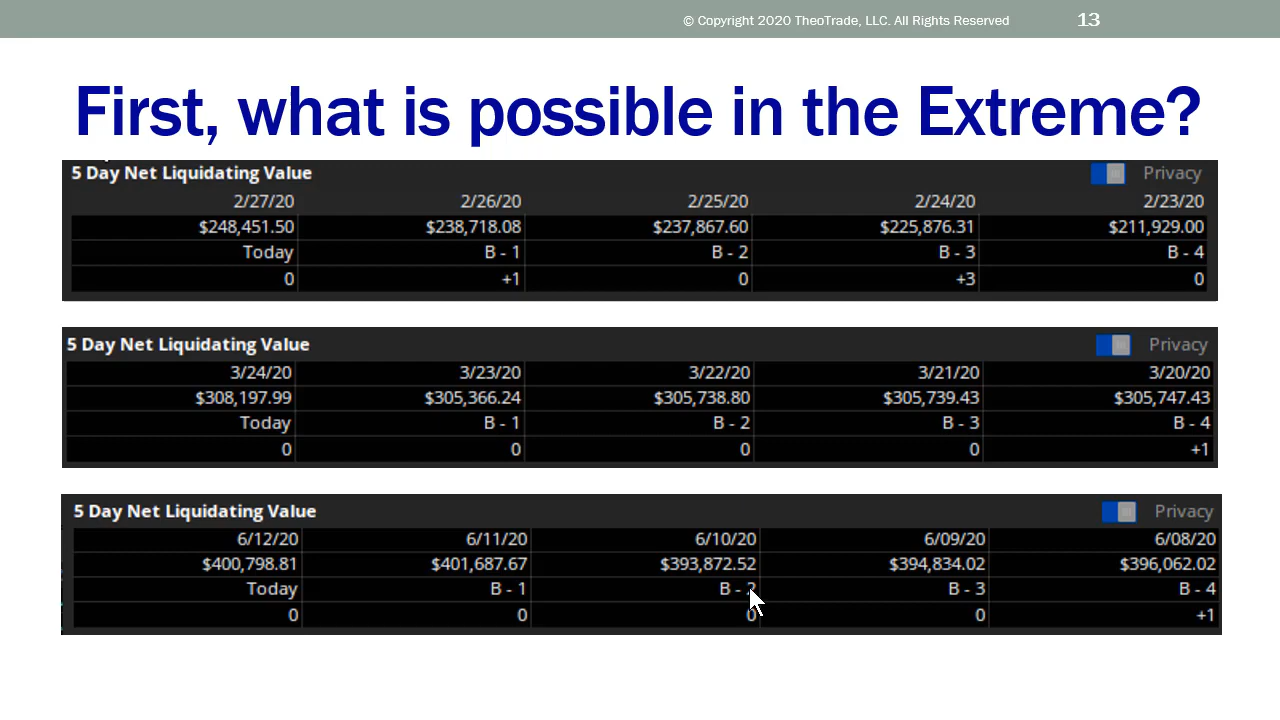 © Copyright 2020 TheoTrade, LLC. All Rights Reserved 13
First, what is possible in the Extreme?
5 Day Net Liquidating Value Privacy
2/27/20 2/26/20 2/25/20 2/24/20 2/23/20
$248,451.50 $238,718.08 $237,867.60 $225,876.31 $211,929.00
Today B - 1 B - 2 B - 3 B - 4
0 +1 0 +3 0
5 Day Net Liquidating Value Privacy
3/24/20 3/23/20 3/22/20 3/21/20 3/20/20
$308,197.99 $305,366.24 $305,738.80 $305,739.43 $305,747.43
Today B - 1 B - 2 B - 3 B - 4
0 0 0 0 +1
5 Day Net Liquidating Value Privacy
6/12/20 6/11/20 6/10/20 6/09/20 6/08/20
$400,798.81 $401,687.67 $393,872.52 $394,834.02 $396,062.02
Today B - 1 B - 2 B - 3 B - 4
0 0 0 0 +1